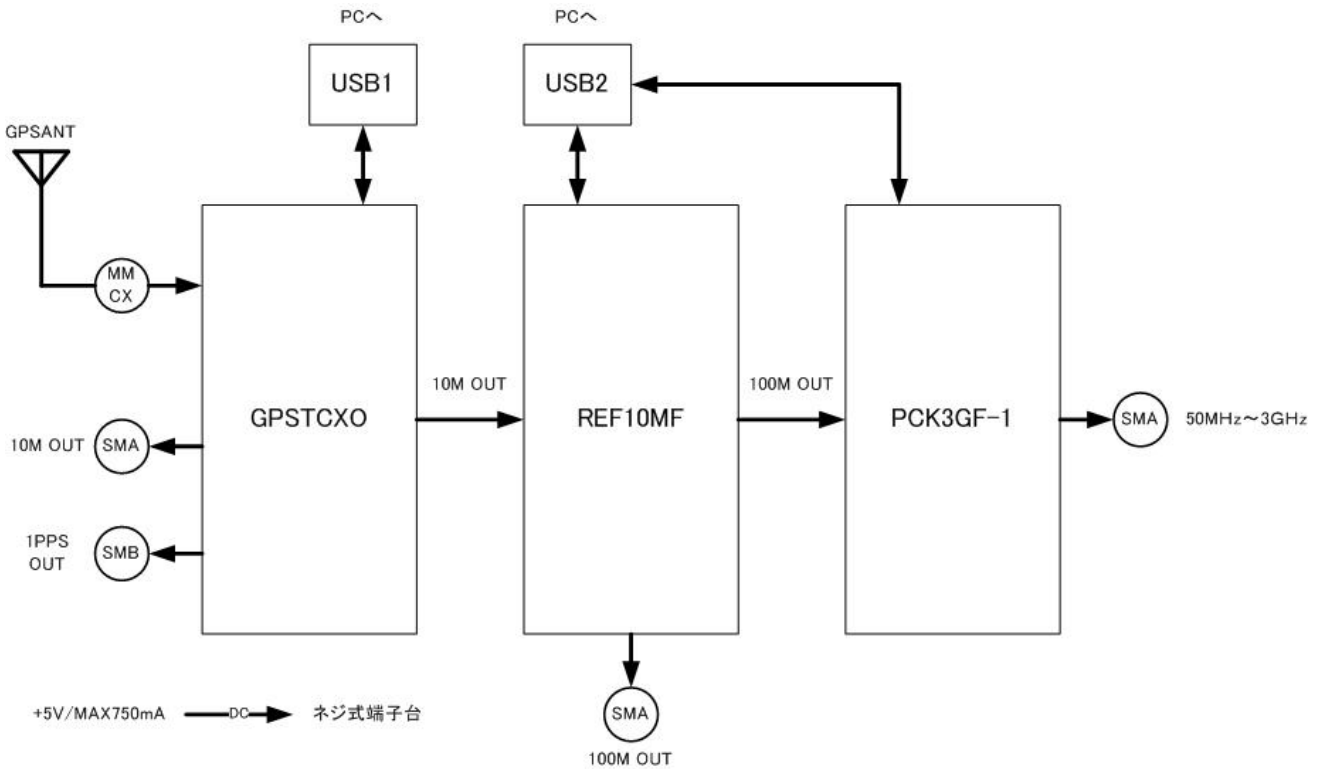 PCへ
PCへ
USB1
USB2
GPSANT
MM
CX
GPSTCXO
10M OUT
REF10MF
100M OUT
PCK3GF-1
SMA
50MHz～3GHz
10M OUT
SMA
1PPS
OUT
SMB
+5V/MAX750mA
DC
ネジ式端子台
SMA
100M OUT